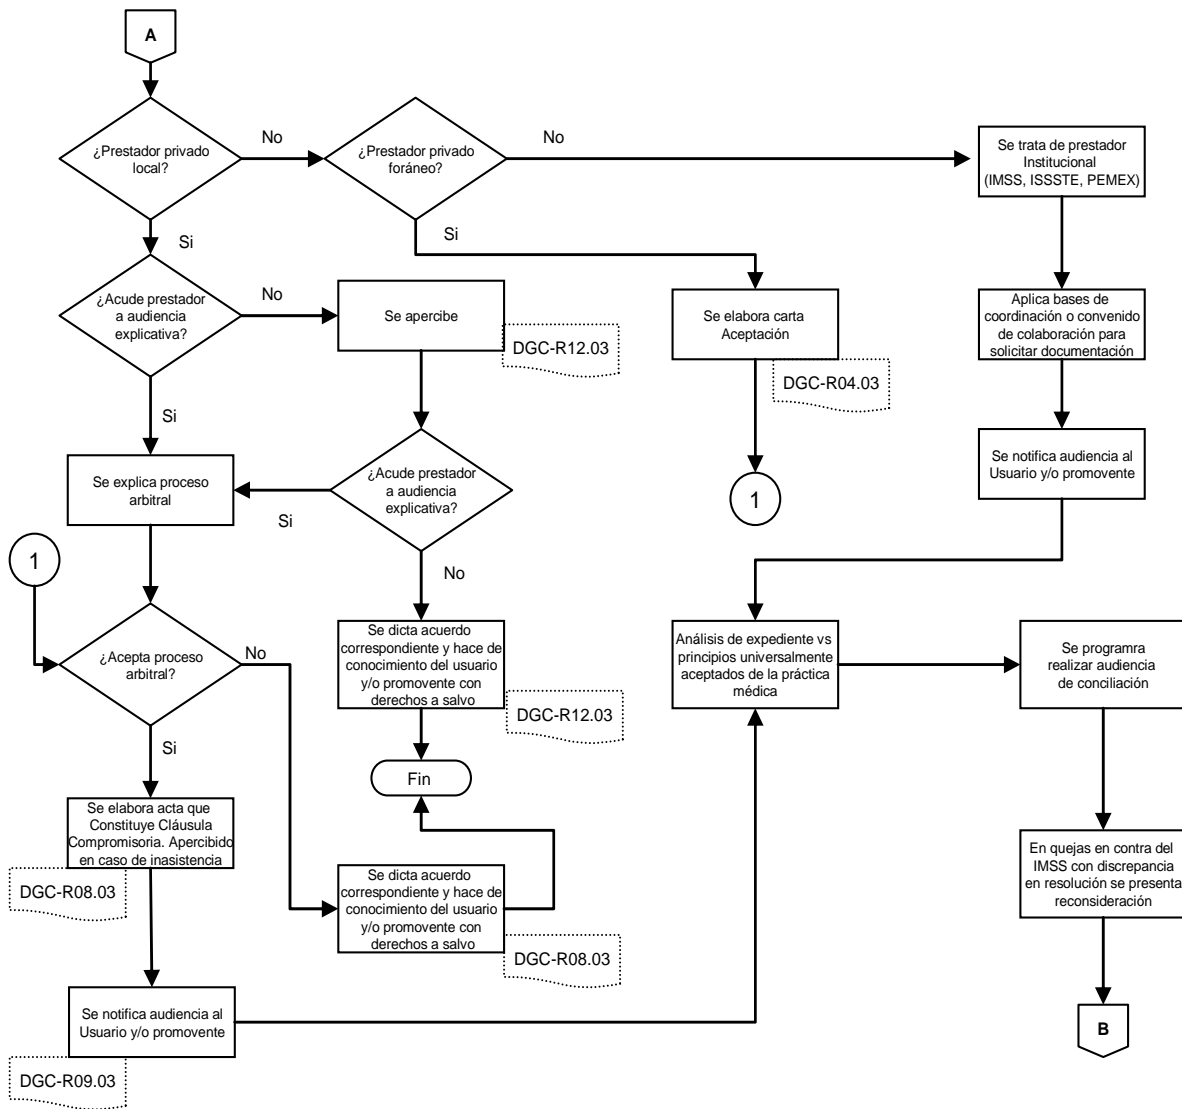 A
¿Prestador privado
local?
No
¿Prestador privado
foráneo?
No
Se trata de prestador
Institucional
(IMSS, ISSSTE, PEMEX)
Si
Si
¿Acude prestador
a audiencia
explicativa?
No
Se apercibe
DGC-R12.03
Se elabora carta
Aceptación
DGC-R04.03
Aplica bases de
coordinación o convenido
de colaboración para
solicitar documentación
Si
Se explica proceso
arbitral
¿Acude prestador
a audiencia
explicativa?
Si
No
1
Se notifica audiencia al
Usuario y/o promovente
1
¿Acepta proceso
arbitral?
No
Si
Se dicta acuerdo
correspondiente y hace de
conocimiento del usuario
y/o promovente con
derechos a salvo
DGC-R12.03
Fin
Análisis de expediente vs
principios universalmente
aceptados de la práctica
médica
Se programra
realizar audiencia
de conciliación
Se elabora acta que
Constituye Cláusula
Compromisoria. Apercibido
en caso de inasistencia
DGC-R08.03
Se dicta acuerdo
correspondiente y hace de
conocimiento del usuario
y/o promovente con
derechos a salvo
DGC-R08.03
En quejas en contra del
IMSS con discrepancia
en resolución se presenta
reconsideración
Se notifica audiencia al
Usuario y/o promovente
DGC-R09.03
B